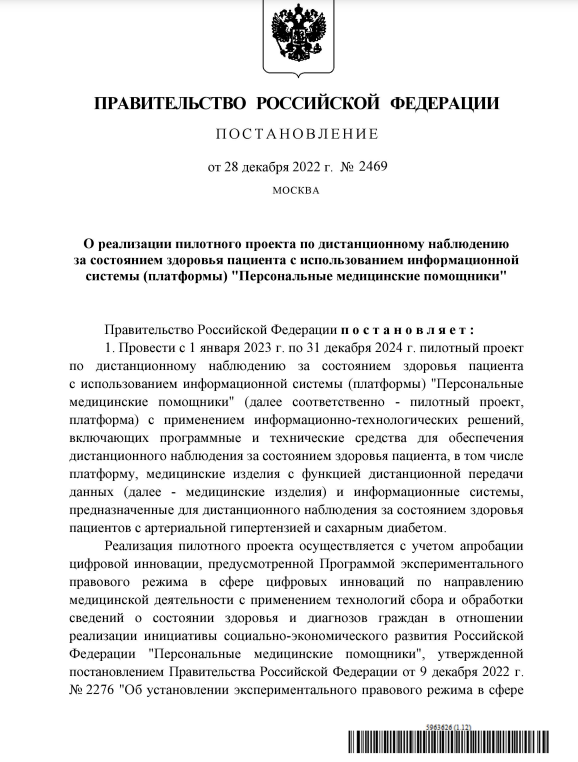 ПРАВИТЕЛЬСТВО РОССИЙСКОЙ ФЕДЕРАЦИИ
ПОСТАНОВЛЕНИЕ
от 28 декабря 2022 г. № 2469
МОСКВА
О реализации пилотного проекта по дистанционному наблюдению
за состоянием здоровья пациента с использованием информационной
системы (платформы) "Персональные медицинские помощники"
Правительство Российской Федерации постановляет:
1. Провести с 1 января 2023 г. по 31 декабря 2024 г. пилотный проект
по дистанционному наблюдению за состоянием здоровья пациента
с использованием информационной системы (платформы) "Персональные
медицинские помощники" (далее соответственно - пилотный проект,
платформа) с применением информационно-технологических решений,
включающих программные и технические средства для обеспечения
дистанционного наблюдения за состоянием здоровья пациента, в том числе
платформу, медицинские изделия с функцией дистанционной передачи
данных (далее - медицинские изделия) и информационные системы,
предназначенные для дистанционного наблюдения за состоянием здоровья
пациентов с артериальной гипертензией и сахарным диабетом.
Реализация пилотного проекта осуществляется с учетом апробации
цифровой инновации, предусмотренной Программой экспериментального
правового режима в сфере цифровых инноваций по направлению
медицинской деятельности с применением технологий сбора и обработки
сведений о состоянии здоровья и диагнозов граждан в отношении
реализации инициативы социально-экономического развития Российской
Федерации "Персональные медицинские помощники", утвержденной
постановлением Правительства Российской Федерации от 9 декабря 2022 г.
№ 2276 "Об установлении экспериментального правового режима в сфере
5963626 (1.12)